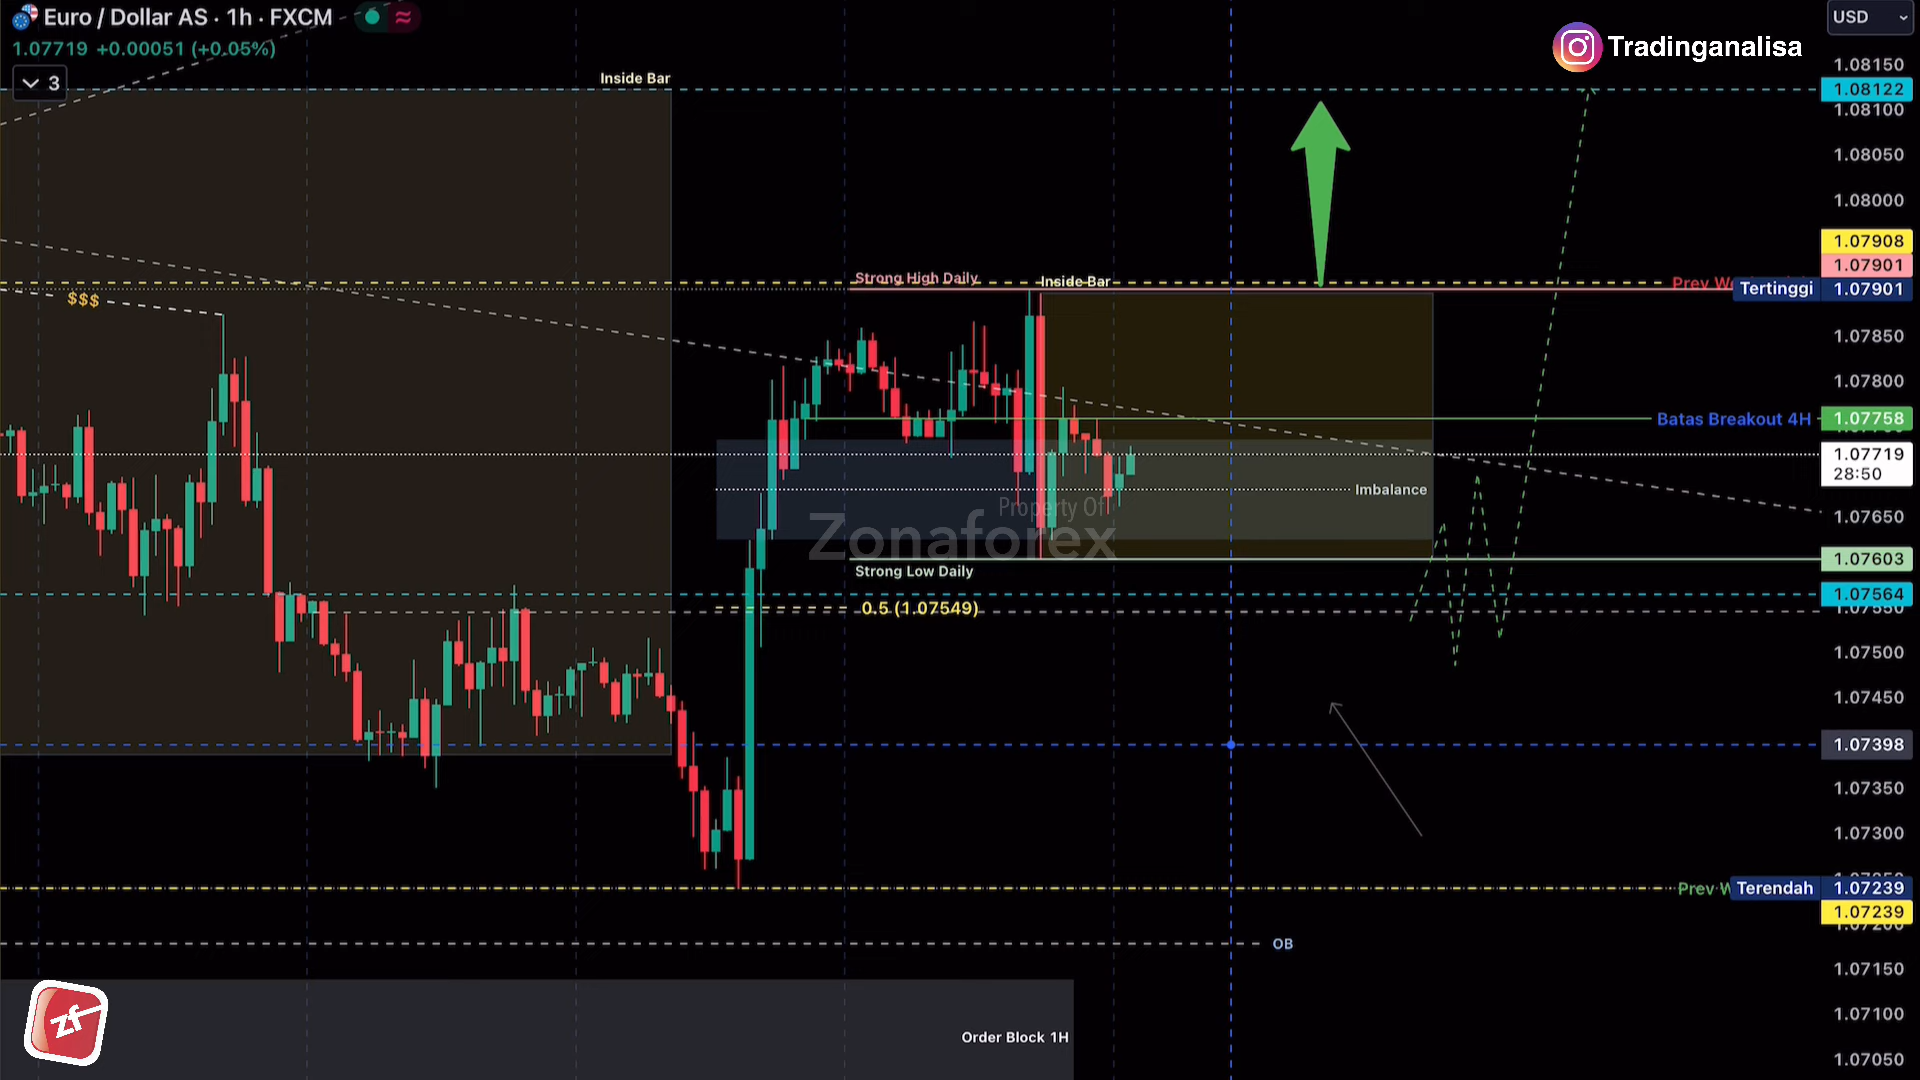 Euro / Dollar AS · 1h · FXCM
1.07719 +0.00051 (+0.05%)
3
Tradinganalisa
USD
Inside Bar
$$$
Strong High Daily
Inside Bar
Prev W
Tertinggi
Batas Breakout 4H
Imbalance
Property Of
Zonaforex
Strong Low Daily
0.5 (1.07549)
Prev W
Terendah
OB
Order Block 1H
zf
1.08150
1.08122
1.08100
1.08050
1.08000
1.07908
1.07901
1.07901
1.07850
1.07800
1.07758
1.07719
28:50
1.07650
1.07603
1.07564
1.07550
1.07500
1.07450
1.07398
1.07350
1.07300
1.07239
1.07239
1.07200
1.07150
1.07100
1.07050